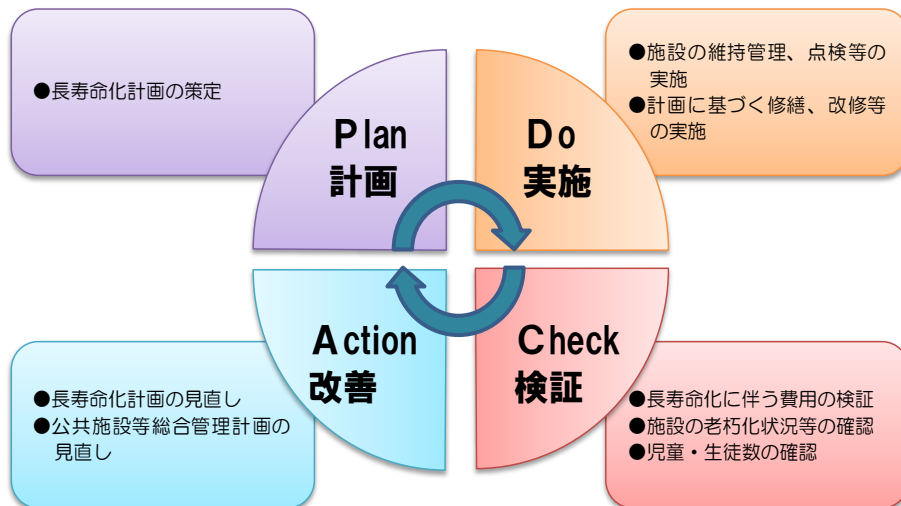 ●長寿命化計画の策定
Plan
計画
●施設の維持管理、点検等の
実施
●計画に基づく修繕、改修等
の実施
Do
実施
●長寿命化計画の見直し
●公共施設等総合管理計画の
見直し
Action
改善
●長寿命化に伴う費用の検証
●施設の老朽化状況等の確認
●児童・生徒数の確認
Check
検証